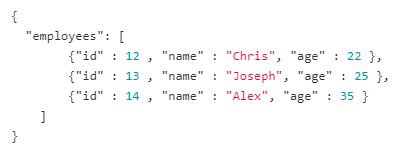 {
  "employees": [
        {"id" : 12 , "name" : "Chris", "age" : 22 },
        {"id" : 13 , "name" : "Joseph", "age" : 25 },
        {"id" : 14 , "name" : "Alex", "age" : 35 }
    ]
}